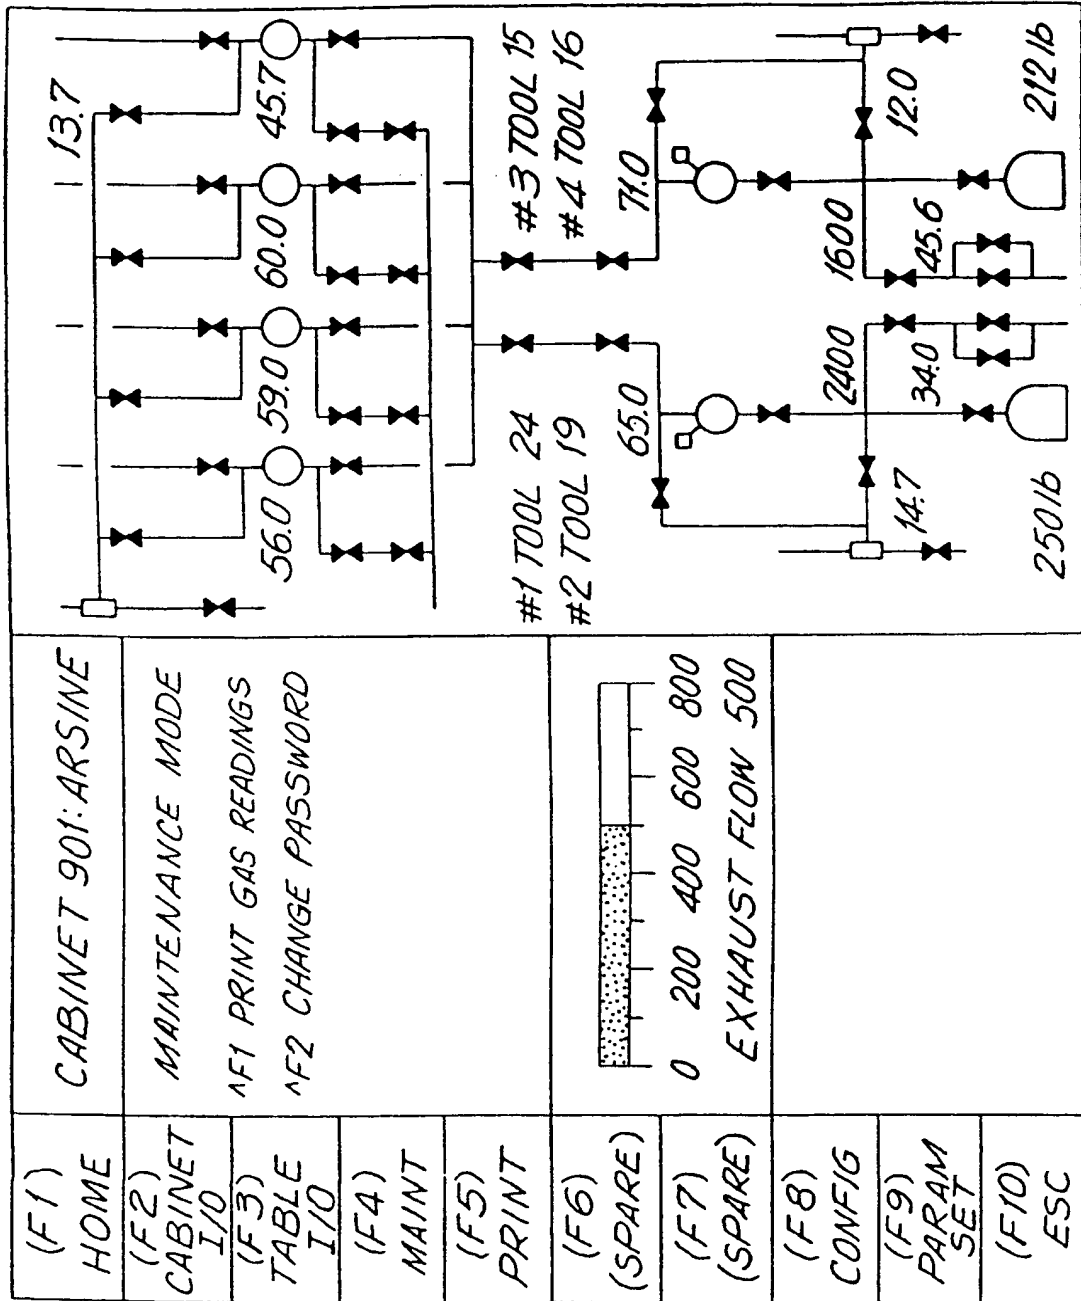 (F1)
HOME
(F2)
CABINET
I/O
(F3)
TABLE
I/O
(F4)
MAINT
(F5)
PRINT
(F6)
(SPARE)
(F7)
(SPARE)
(F8)
CONFIG
(F9)
PARAM
SET
(F10)
ESC
CABINET 901: ARSINE
MAINTENANCE MODE
^F1 PRINT GAS READINGS
^F2 CHANGE PASSWORD
0 200 400 600 800
EXHAUST FLOW 500
13.7
56.0 59.0 60.0 45.7
#1 TOOL 24
#2 TOOL 19
#3 TOOL 15
#4 TOOL 16
65.0 71.0
2400 1600
14.7 34.0 45.6 12.0
250 lb 212 lb